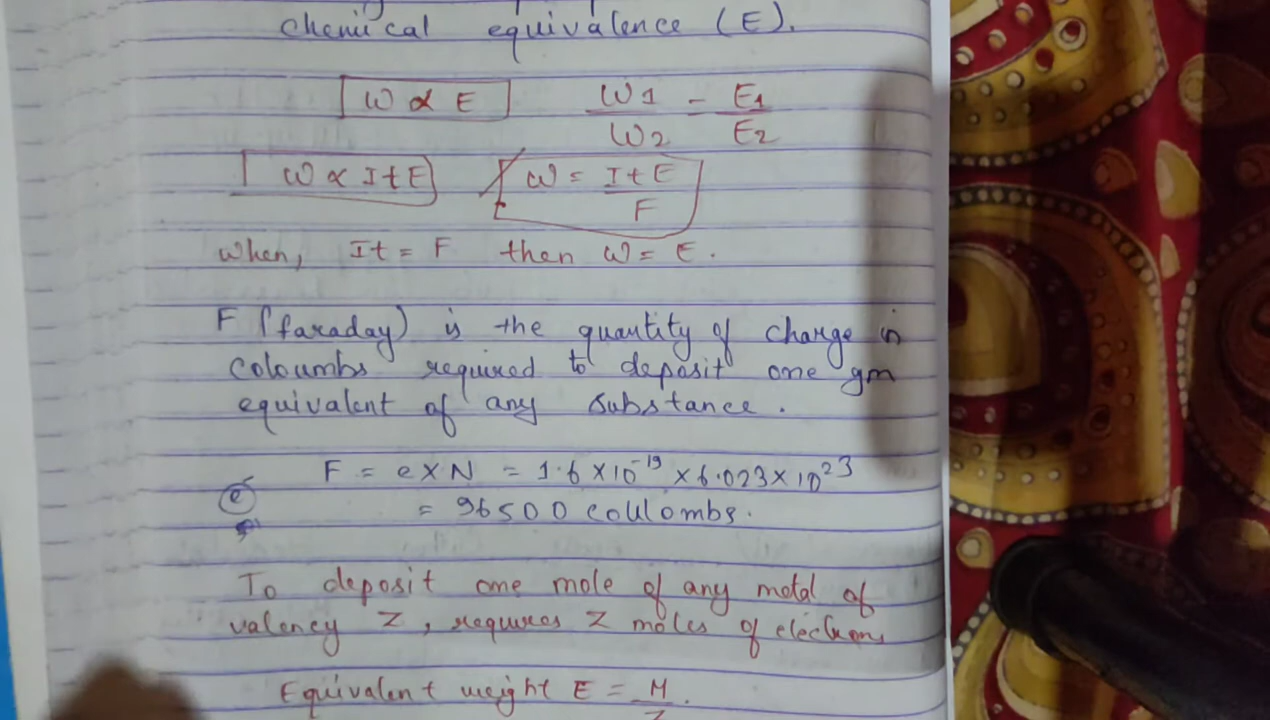 chemical equivalence (E).
W ∝ E W1/W2 = E1/E2
W ∝ ItE W = ItE/F
When, It = F then W = E.
F (faraday) is the quantity of charge in
coloumbs required to deposit one gm
equivalent of any substance.
F = e×N = 1.6×10⁻¹⁹ ×6.023×10²³
e⁻
= 96500 coulombs.
To deposit one mole of any metal of
valency Z, requires Z moles of electrons
Equivalent weight E = M/Z.